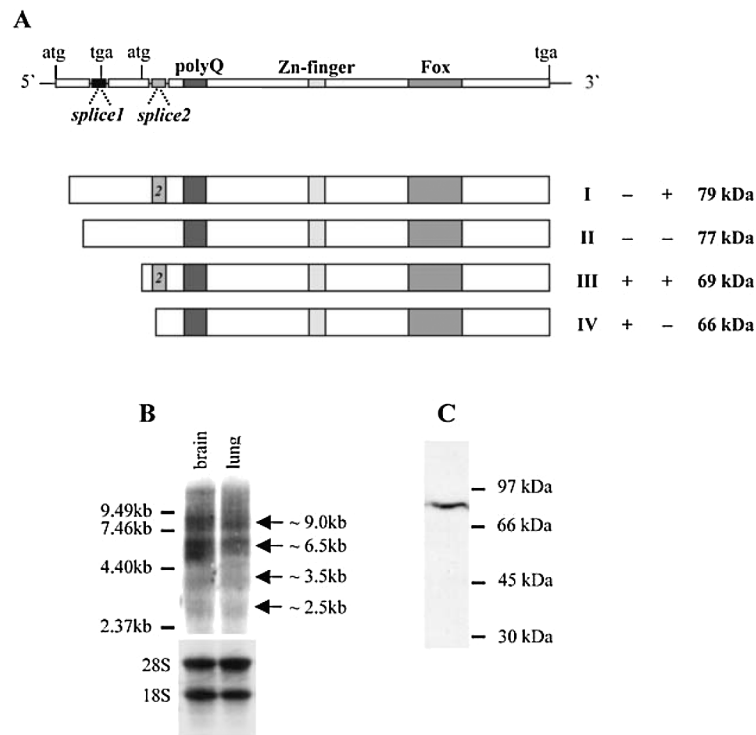 A
atg tga atg polyQ Zn-finger Fox tga
5` 3`
splice1 splice2
2 I – + 79 kDa
II – – 77 kDa
2 III + + 69 kDa
IV + – 66 kDa
B
brain lung
9.49kb
7.46kb
4.40kb
2.37kb
~ 9.0kb
~ 6.5kb
~ 3.5kb
~ 2.5kb
28S
18S
C
97 kDa
66 kDa
45 kDa
30 kDa